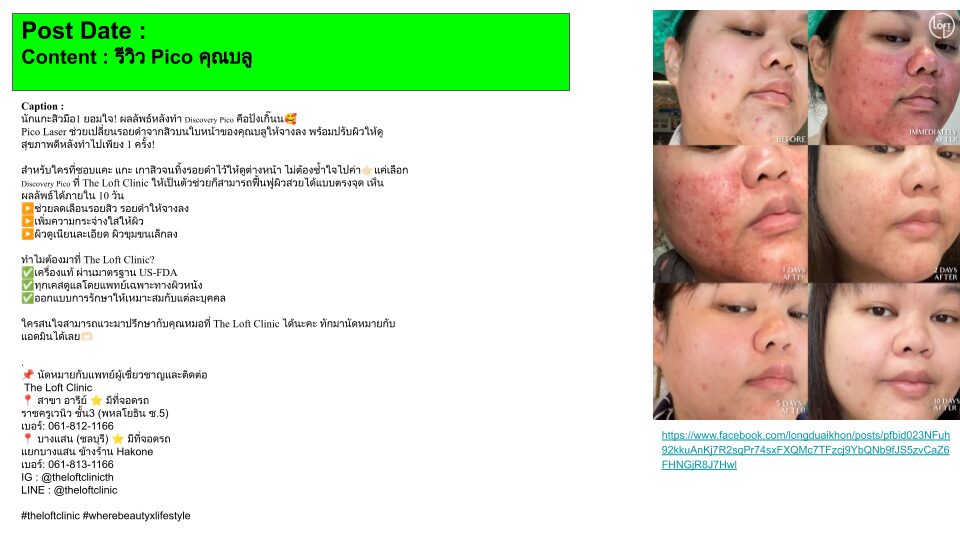 Post Date :
Content : รีวิว Pico คุณบลู
Caption :
นักแกะสิวมือ1 ยอมใจ! ผลลัพธ์หลังทำ Discovery Pico คือปังเกิ๊นน🥰
Pico Laser ช่วยเปลี่ยนรอยดำจากสิวบนใบหน้าของคุณบลูให้จางลง พร้อมปรับผิวให้ดู
สุขภาพดีหลังทำไปเพียง 1 ครั้ง!
สำหรับใครที่ชอบแคะ แกะ เกาสิวจนทิ้งรอยดำไว้ให้ดูต่างหน้า ไม่ต้องช้ำใจไปค่า👉🏻แค่เลือก
Discovery Pico ที่ The Loft Clinic ให้เป็นตัวช่วยก็สามารถฟื้นฟูผิวสวยได้แบบตรงจุด เห็น
ผลลัพธ์ได้ภายใน 10 วัน
▶️ช่วยลดเลือนรอยสิว รอยดำให้จางลง
▶️เพิ่มความกระจ่างใสให้ผิว
▶️ผิวดูเนียนละเอียด ผิวขุมขนเล็กลง
ทำไมต้องมาที่ The Loft Clinic?
✅เครื่องแท้ ผ่านมาตรฐาน US-FDA
✅ทุกเคสดูแลโดยแพทย์เฉพาะทางผิวหนัง
✅ออกแบบการรักษาให้เหมาะสมกับแต่ละบุคคล
ใครสนใจสามารถแวะมาปรึกษากับคุณหมอที่ The Loft Clinic ได้นะคะ ทักมานัดหมายกับ
แอดมินได้เลย🫶🏻
.
📌 นัดหมายกับแพทย์ผู้เชี่ยวชาญและติดต่อ
The Loft Clinic
📍 สาขา อารีย์ ⭐ มีที่จอดรถ
ราชครูเวนิว ชั้น3 (พหลโยธิน ซ.5)
เบอร์: 061-812-1166
📍 บางแสน (ชลบุรี) ⭐ มีที่จอดรถ
แยกบางแสน ข้างร้าน Hakone
เบอร์: 061-813-1166
IG : @theloftclinicth
LINE : @theloftclinic
#theloftclinic #wherebeautyxlifestyle
THE LOFT
BEFORE
IMMEDIATELY
AFTER
1 DAYS
AFTER
2 DAYS
AFTER
5 DAYS
AFTER
10 DAYS
AFTER
https://www.facebook.com/longduaikhon/posts/pfbid023NFuh
92kkuAnKj7R2sqPr74sxFXQMc7TFzcj9YbQNb9fJS5zvCaZ6
FHNGjR8J7Hwl